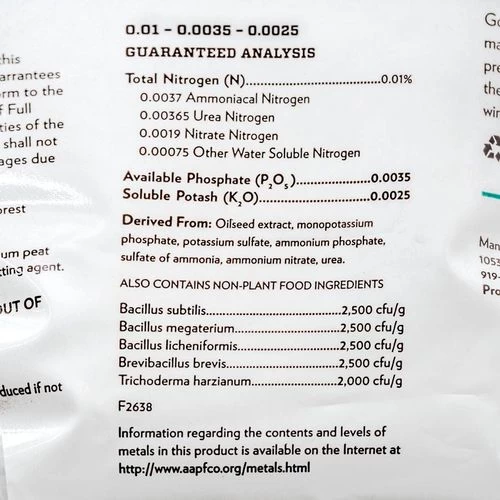 0.01 – 0.0035 – 0.0025
GUARANTEED ANALYSIS
Total Nitrogen (N)..............................0.01%
0.0037 Ammoniacal Nitrogen
0.00365 Urea Nitrogen
0.0019 Nitrate Nitrogen
0.00075 Other Water Soluble Nitrogen
Available Phosphate (P₂O₅)..................0.0035
Soluble Potash (K₂O)...........................0.0025
Derived From: Oilseed extract, monopotassium
phosphate, potassium sulfate, ammonium phosphate,
sulfate of ammonia, ammonium nitrate, urea.
ALSO CONTAINS NON-PLANT FOOD INGREDIENTS
Bacillus subtilis.................................2,500 cfu/g
Bacillus megaterium..........................2,500 cfu/g
Bacillus licheniformis.........................2,500 cfu/g
Brevibacillus brevis............................2,500 cfu/g
Trichoderma harzianum.....................2,000 cfu/g
F2638
Information regarding the contents and levels of
metals in this product is available on the Internet at
http://www.aapfco.org/metals.html
this
arrantees
rm to the
f Full
ties of the
shall not
ages due
orest
um peat
tting agent.
OUT OF
duced if not
Go
ma
pre
the
wi
Man
1053
919-
Pro